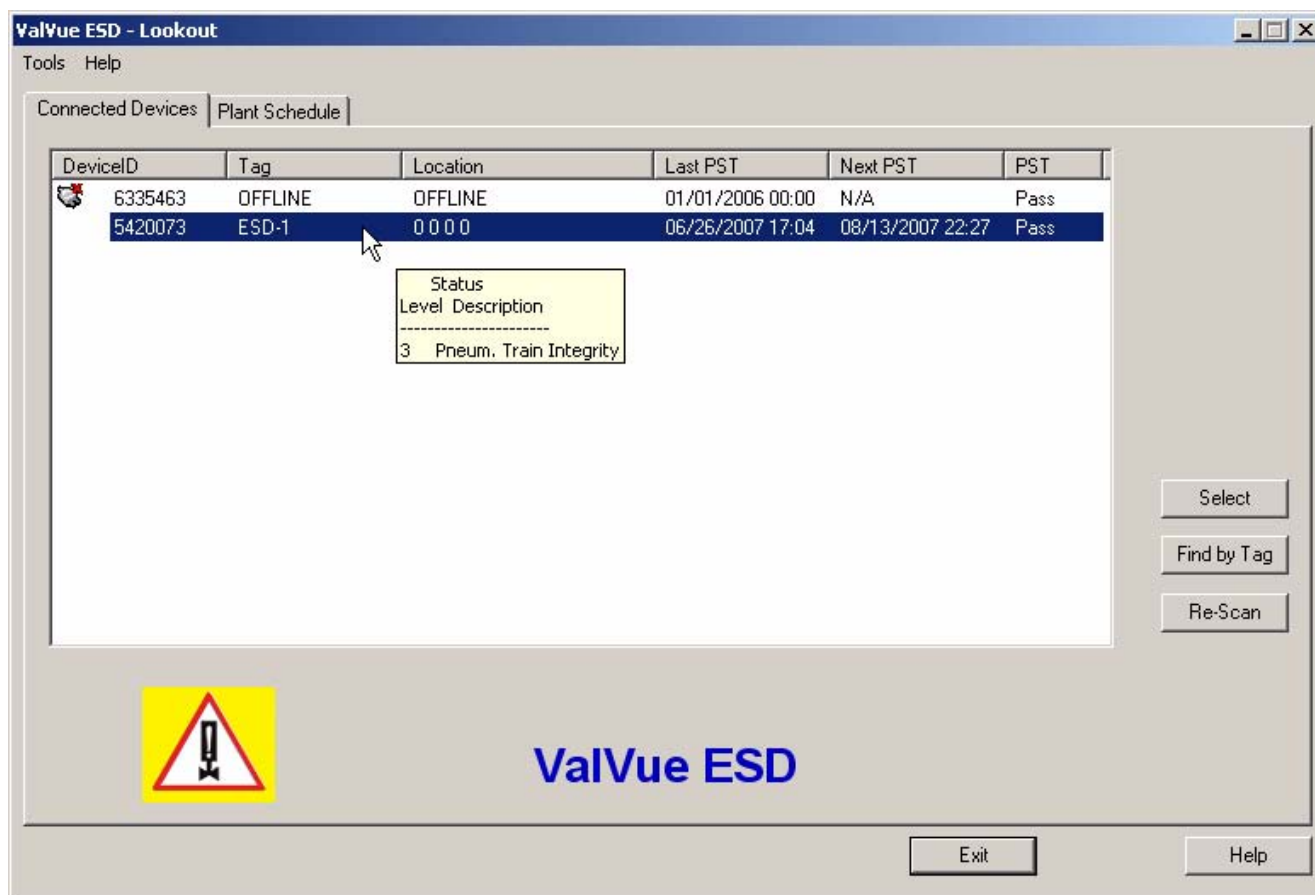 ValVue ESD - Lookout
Tools Help
Connected Devices Plant Schedule
DeviceID Tag Location Last PST Next PST PST
6335463 OFFLINE OFFLINE 01/01/2006 00:00 N/A Pass
5420073 ESD-1 0 0 0 0 06/26/2007 17:04 08/13/2007 22:27 Pass
Status
Level Description
----------------------
3 Pneum. Train Integrity
Select
Find by Tag
Re-Scan
ValVue ESD
Exit Help